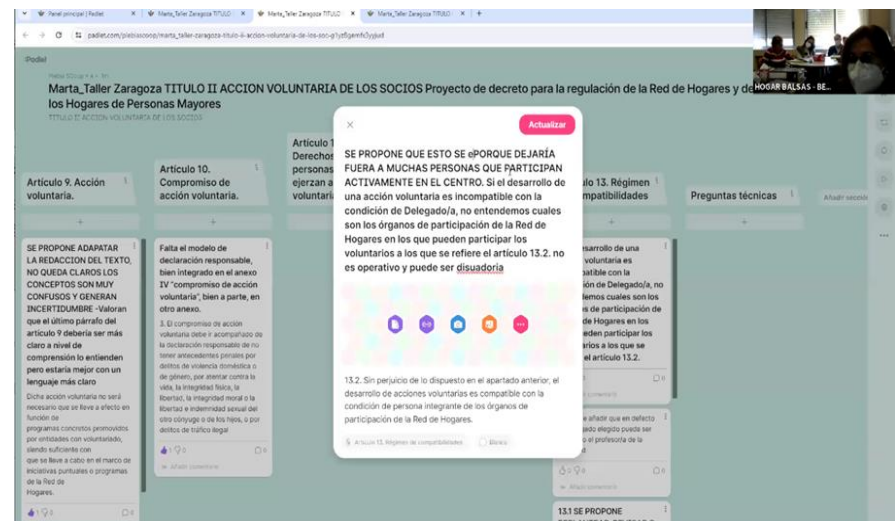 Panel principal | Padlet
Marta_Taller Zaragoza TITULO
Marta_Taller Zaragoza TITULO
Marta_Taller Zaragoza TITULO
Padlet
Marta_Taller Zaragoza TITULO II ACCION VOLUNTARIA DE LOS SOCIOS Proyecto de decreto para la regulación de la Red de Hogares y de
los Hogares de Personas Mayores
TITULO II ACCION VOLUNTARIA DE LOS SOCIOS
HOGAR BALSAS - BE...
Artículo 9. Acción
voluntaria.
SE PROPONE ADAPATAR
LA REDACCION DEL TEXTO,
NO QUEDA CLAROS LOS
CONCEPTOS SON MUY
CONFUSOS Y GENERAN
INCERTIDUMBRE -Valoran
que el último párrafo del
artículo 9 debería ser más
claro a nivel de
comprensión lo entienden
pero estaría mejor con un
lenguaje más claro
Dicha acción voluntaria no será
necesario que se lleve a efecto en
función de
programas concretos promovidos
por entidades con voluntariado,
siendo suficiente con
que se lleve a cabo en el marco de
iniciativas puntuales o programas
de la Red de
Hogares.
Artículo 10.
Compromiso de
acción voluntaria.
Falta el modelo de
declaración responsable,
bien integrado en el anexo
IV "compromiso de acción
voluntaria", bien a parte, en
otro anexo.
3. El compromiso de acción
voluntaria debe ir acompañado de
la declaración responsable de no
tener antecedentes penales por
delitos de violencia doméstica o
de género, por atentar contra la
vida, la integridad física, la
libertad, la integridad moral o la
libertad e indemnidad sexual del
otro cónyuge o de los hijos, o por
delitos de tráfico ilegal
Añadir comentario
Artículo 1
Derechos
personas
ejerzan a
voluntari
Actualizar
SE PROPONE QUE ESTO SE ePORQUE DEJARÍA
FUERA A MUCHAS PERSONAS QUE PARTICIPAN
ACTIVAMENTE EN EL CENTRO. Si el desarrollo de
una acción voluntaria es incompatible con la
condición de Delegado/a, no entendemos cuales
son los órganos de participación de la Red de
Hogares en los que pueden participar los
voluntarios a los que se refiere el artículo 13.2. no
es operativo y puede ser disuadoria
13.2. Sin perjuicio de lo dispuesto en el apartado anterior, el
desarrollo de acciones voluntarias es compatible con la
condición de persona integrante de los órganos de
participación de la Red de Hogares.
Artículo 13. Régimen de compatibilidades
Blanco
ulo 13. Régimen
mpatibilidades
esarrollo de una
voluntaria es
patible con la
ión de Delegado/a, no
demos cuales son los
s de participación de
de Hogares en los
eden participar los
arios a los que se
el artículo 13.2.
e añadir que en defecto
ado elegido puede ser
o el profesor/a de la
Añadir comentario
13.1 SE PROPONE
Preguntas técnicas
Añadir sección